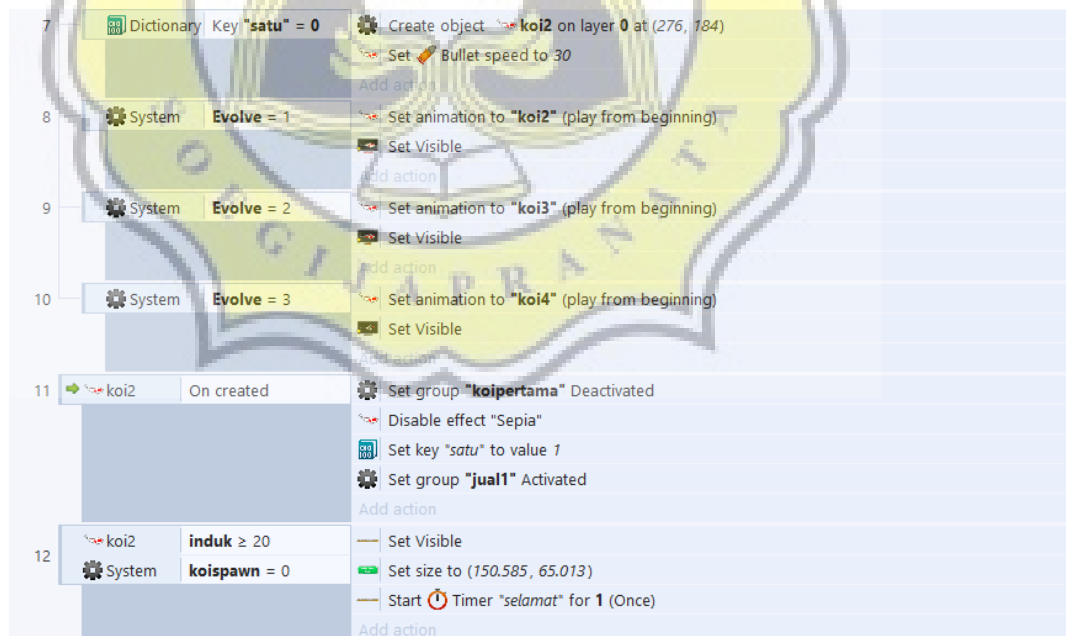 7 Dictionary Key "satu" = 0 Create object koi2 on layer 0 at (276, 184)
Set Bullet speed to 30
Add action
8 System Evolve = 1 Set animation to "koi2" (play from beginning)
Set Visible
Add action
9 System Evolve = 2 Set animation to "koi3" (play from beginning)
Set Visible
Add action
10 System Evolve = 3 Set animation to "koi4" (play from beginning)
Set Visible
Add action
SOEGIJAPRANATA
11 koi2 On created Set group "koipertama" Deactivated
Disable effect "Sepia"
Set key "satu" to value 1
Set group "jual1" Activated
Add action
12 koi2 induk ≥ 20 Set Visible
System koispawn = 0 Set size to (150.585, 65.013)
Start Timer "selamat" for 1 (Once)
Add action